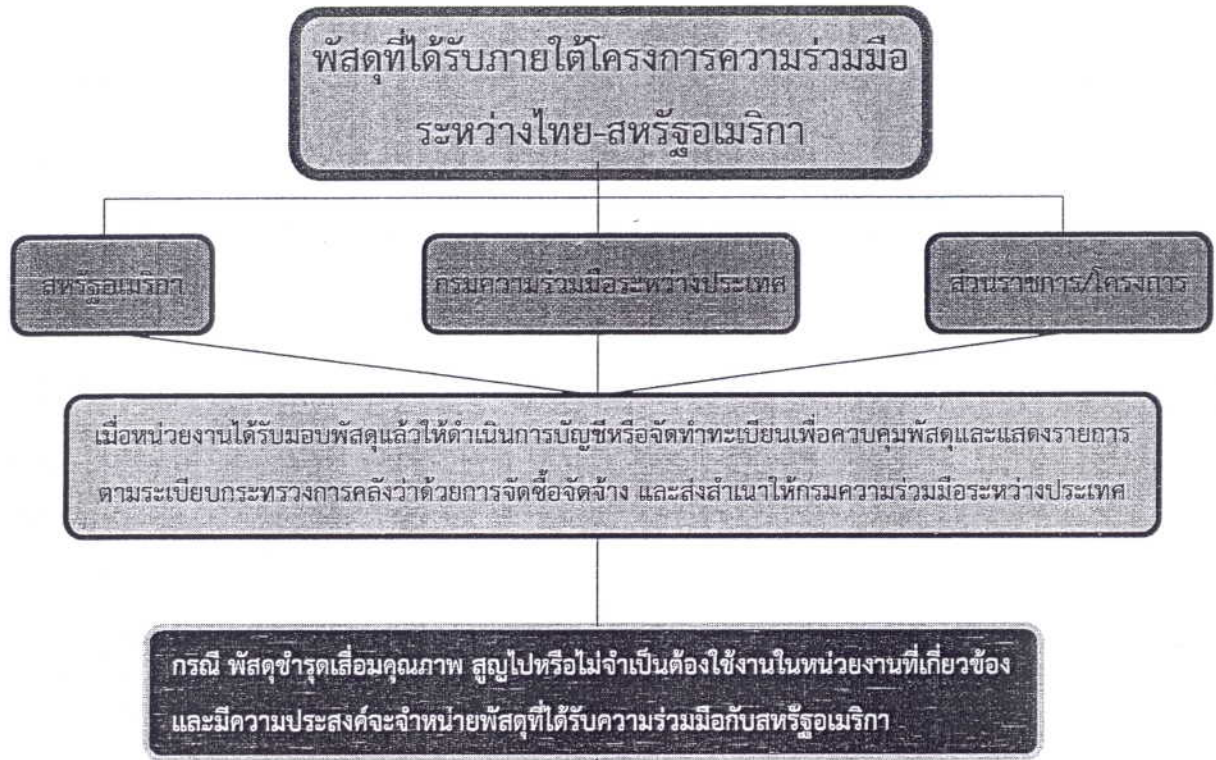 พัสดุที่ได้รับภายใต้โครงการความร่วมมือ
ระหว่างไทย-สหรัฐอเมริกา
สหรัฐอเมริกา
กรมความร่วมมือระหว่างประเทศ
ส่วนราชการ/โครงการ
เมื่อหน่วยงานได้รับมอบพัสดุแล้วให้ดำเนินการบัญชีหรือจัดทำทะเบียนเพื่อควบคุมพัสดุและแสดงรายการ
ตามระเบียบกระทรวงการคลังว่าด้วยการจัดซื้อจัดจ้าง และส่งสำเนาให้กรมความร่วมมือระหว่างประเทศ
กรณี พัสดุชำรุดเสื่อมคุณภาพ สูญไปหรือไม่จำเป็นต้องใช้งานในหน่วยงานที่เกี่ยวข้อง
และมีความประสงค์จะจำหน่ายพัสดุที่ได้รับความร่วมมือกับสหรัฐอเมริกา